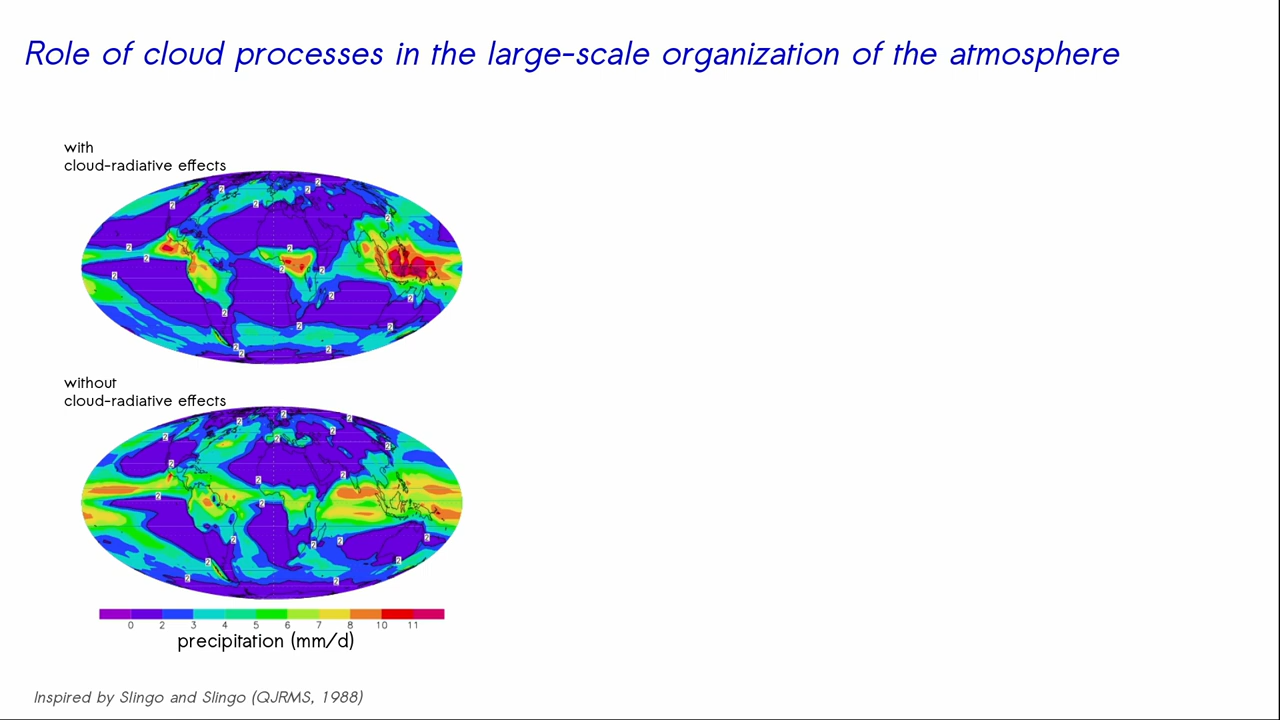 Role of cloud processes in the large-scale organization of the atmosphere
with
cloud-radiative effects
without
cloud-radiative effects
0 2 3 4 5 6 7 8 10 11
precipitation (mm/d)
Inspired by Slingo and Slingo (QJRMS, 1988)